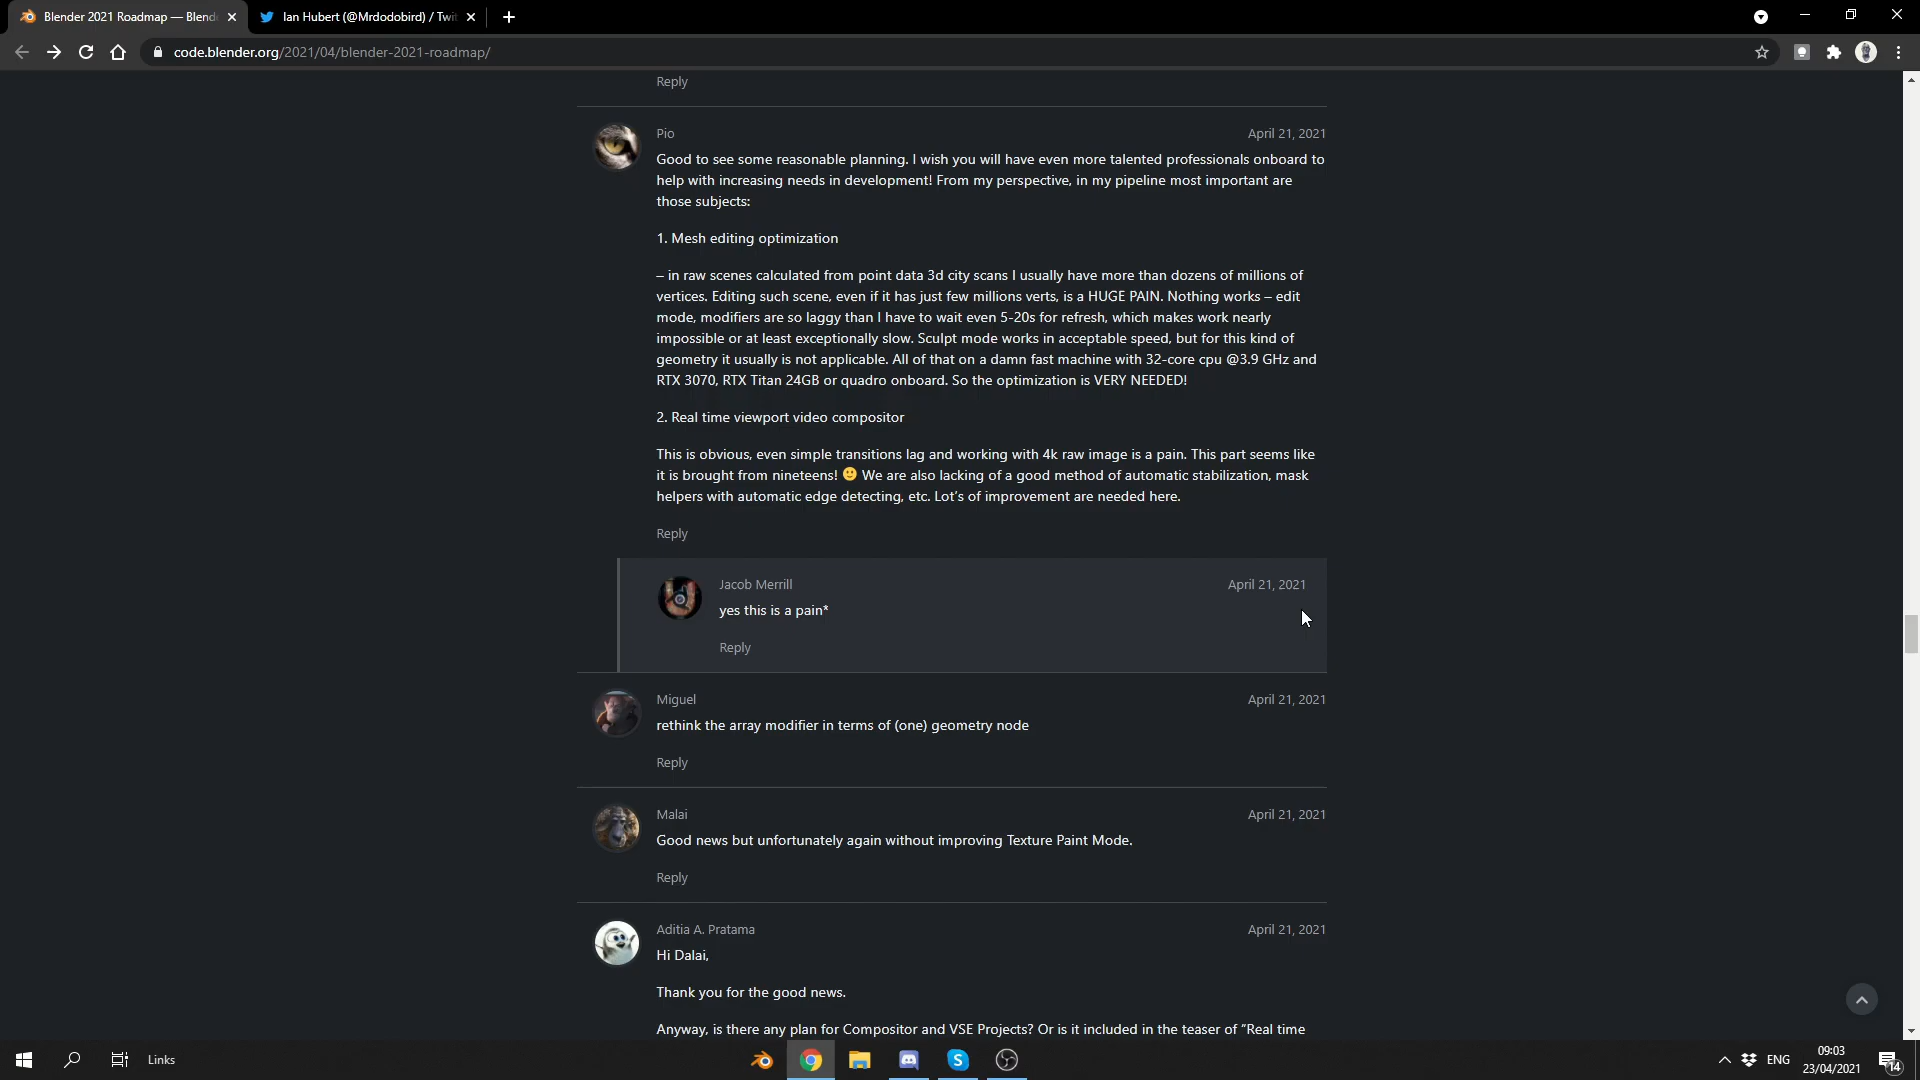 Blender 2021 Roadmap — Blend
Ian Hubert (@Mrdodobird) / Twit
code.blender.org/2021/04/blender-2021-roadmap/
Reply
Pio
April 21, 2021
Good to see some reasonable planning. I wish you will have even more talented professionals onboard to
help with increasing needs in development! From my perspective, in my pipeline most important are
those subjects:
1. Mesh editing optimization
– in raw scenes calculated from point data 3d city scans I usually have more than dozens of millions of
vertices. Editing such scene, even if it has just few millions verts, is a HUGE PAIN. Nothing works – edit
mode, modifiers are so laggy than I have to wait even 5-20s for refresh, which makes work nearly
impossible or at least exceptionally slow. Sculpt mode works in acceptable speed, but for this kind of
geometry it usually is not applicable. All of that on a damn fast machine with 32-core cpu @3.9 GHz and
RTX 3070, RTX Titan 24GB or quadro onboard. So the optimization is VERY NEEDED!
2. Real time viewport video compositor
This is obvious, even simple transitions lag and working with 4k raw image is a pain. This part seems like
it is brought from nineteens! 🙂 We are also lacking of a good method of automatic stabilization, mask
helpers with automatic edge detecting, etc. Lot's of improvement are needed here.
Reply
Jacob Merrill
April 21, 2021
yes this is a pain*
Reply
Miguel
April 21, 2021
rethink the array modifier in terms of (one) geometry node
Reply
Malai
April 21, 2021
Good news but unfortunately again without improving Texture Paint Mode.
Reply
Aditia A. Pratama
April 21, 2021
Hi Dalai,
Thank you for the good news.
Anyway, is there any plan for Compositor and VSE Projects? Or is it included in the teaser of "Real time
Links
ENG
09:03
23/04/2021
14